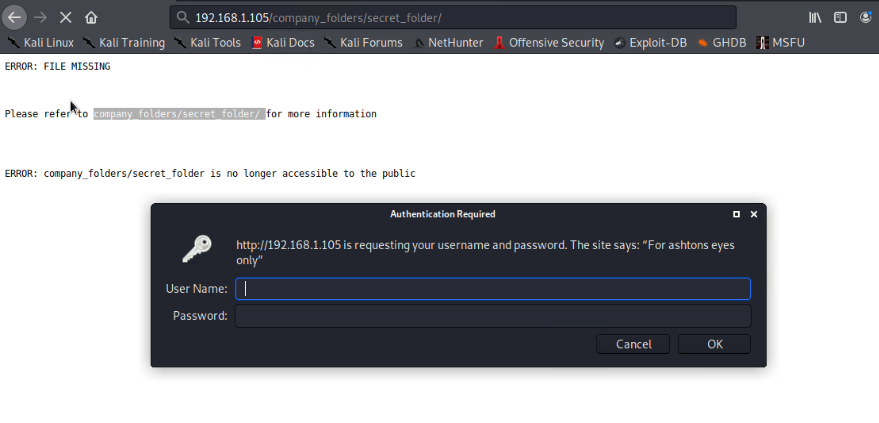 192.168.1.105/company_folders/secret_folder/
Kali Linux Kali Training Kali Tools Kali Docs Kali Forums NetHunter Offensive Security Exploit-DB GHDB MSFU
ERROR: FILE MISSING
Please refer to company_folders/secret_folder/ for more information
ERROR: company_folders/secret_folder is no longer accessible to the public
Authentication Required
http://192.168.1.105 is requesting your username and password. The site says: “For ashtons eyes
only”
User Name:
Password:
Cancel OK